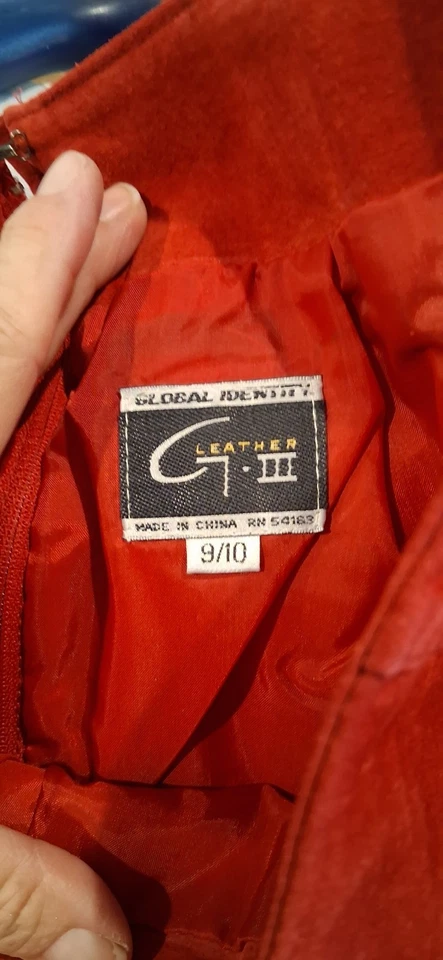 GLOBAL IDENTITY
LEATHER
G·III
MADE IN CHINA RN 54163
9/10